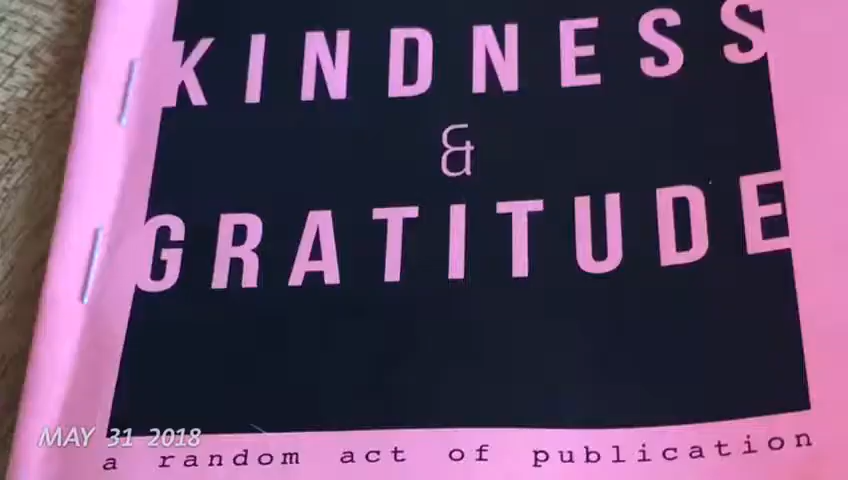 KINDNESS
&
GRATITUDE
MAY 31 2018
a random act of publication